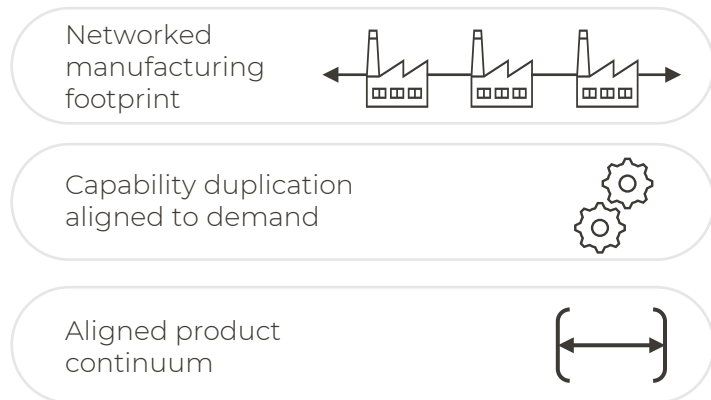 Networked
manufacturing
footprint
Capability duplication
aligned to demand
Aligned product
continuum